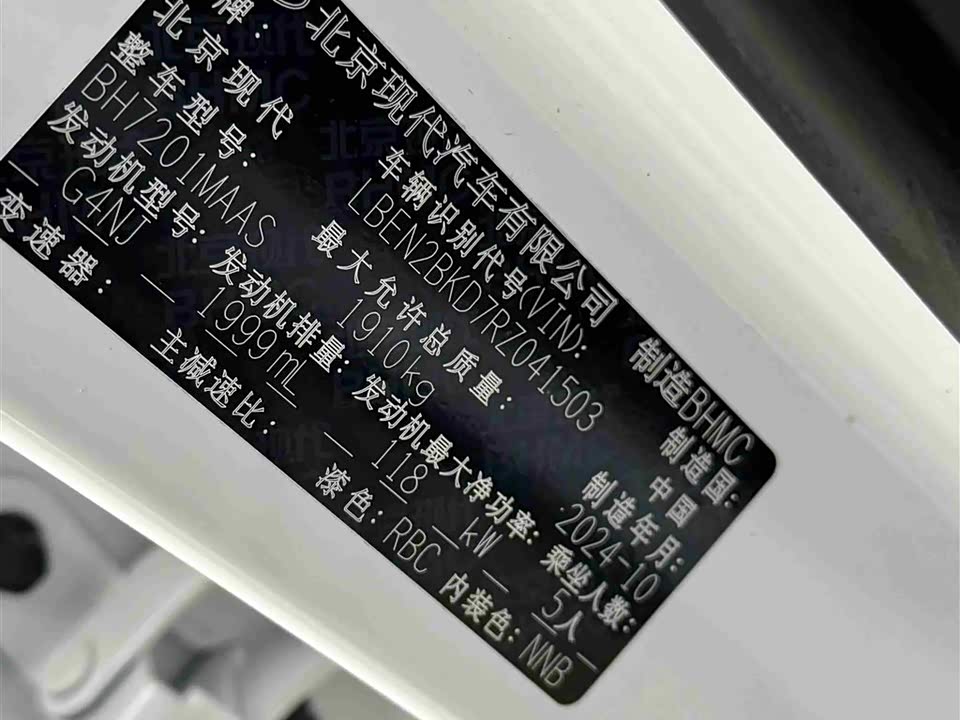 北京现代汽车有限公司 制造BHMC
牌：北京现代
制造国：中国
车辆识别代号(VIN)：
LBEN2BKD7RZ041503
整车型号：
BH7201MAAS
最大允许总质量：
1910kg
制造年月：
2024-10
发动机型号：
G4NJ
发动机排量：
1999mL
发动机最大净功率：
118 kW
乘坐人数：
5人
变速器：
主减速比：
漆色：RBC
内装色：NNB